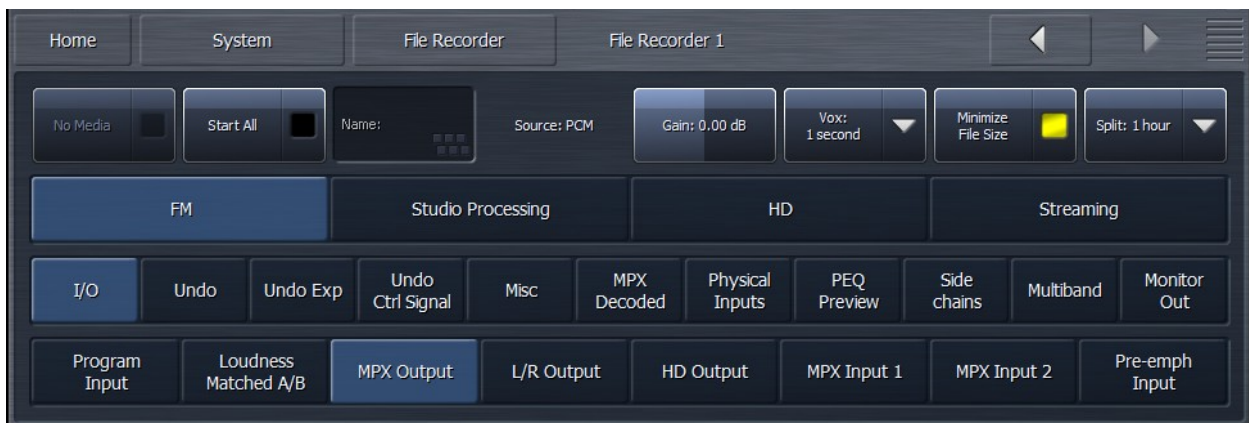 Home System File Recorder File Recorder 1
No Media Start All Name: Source: PCM Gain: 0.00 dB Vox: 1 second Minimize File Size Split: 1 hour
FM Studio Processing HD Streaming
I/O Undo Undo Exp Undo Ctrl Signal Misc MPX Decoded Physical Inputs PEQ Preview Side chains Multiband Monitor Out
Program Input Loudness Matched A/B MPX Output L/R Output HD Output MPX Input 1 MPX Input 2 Pre-emph Input